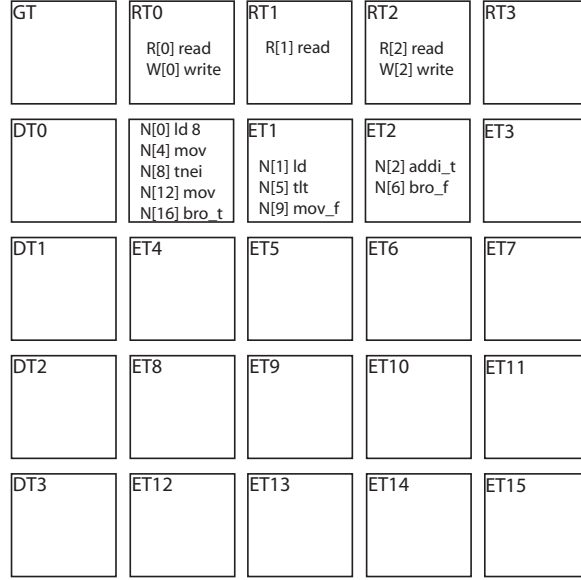 GT
RT0
R[0] read
W[0] write
RT1
R[1] read
RT2
R[2] read
W[2] write
RT3
DT0
N[0] ld 8
N[4] mov
N[8] tnei
N[12] mov
N[16] bro_t
ET1
N[1] ld
N[5] tlt
N[9] mov_f
ET2
N[2] addi_t
N[6] bro_f
ET3
DT1
ET4
ET5
ET6
ET7
DT2
ET8
ET9
ET10
ET11
DT3
ET12
ET13
ET14
ET15